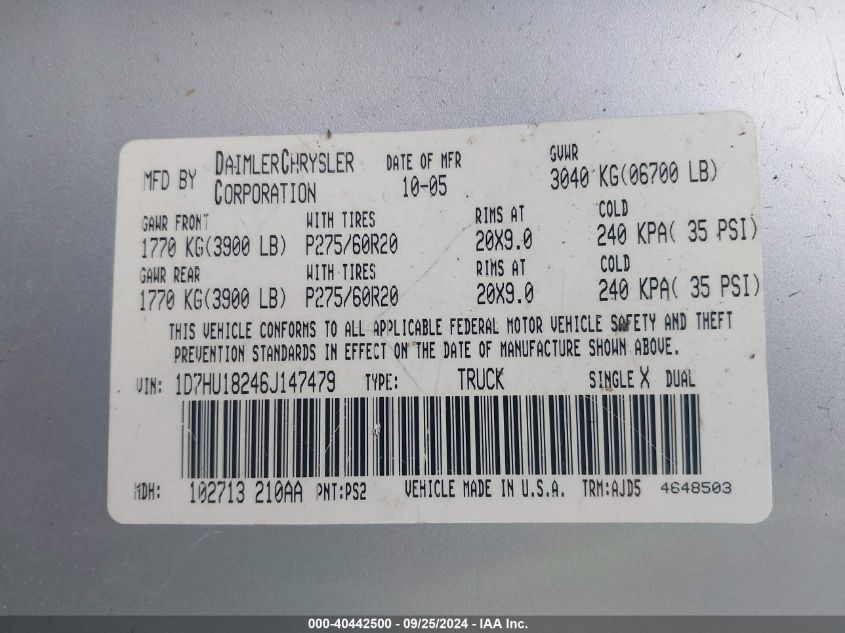 MFD BY DAIMLERCHRYSLER CORPORATION DATE OF MFR 10-05 GVWR 3040 KG(06700 LB)
GAWR FRONT WITH TIRES RIMS AT COLD
1770 KG(3900 LB) P275/60R20 20X9.0 240 KPA( 35 PSI)
GAWR REAR WITH TIRES RIMS AT COLD
1770 KG(3900 LB) P275/60R20 20X9.0 240 KPA( 35 PSI)
THIS VEHICLE CONFORMS TO ALL APPLICABLE FEDERAL MOTOR VEHICLE SAFETY AND THEFT
PREVENTION STANDARDS IN EFFECT ON THE DATE OF MANUFACTURE SHOWN ABOVE.
VIN: 1D7HU18246J147479 TYPE: TRUCK SINGLE X DUAL
MDH: 102713 210AA PNT:PS2 VEHICLE MADE IN U.S.A. TRM:AJD5 4648503
000-40442500 - 09/25/2024 - IAA Inc.